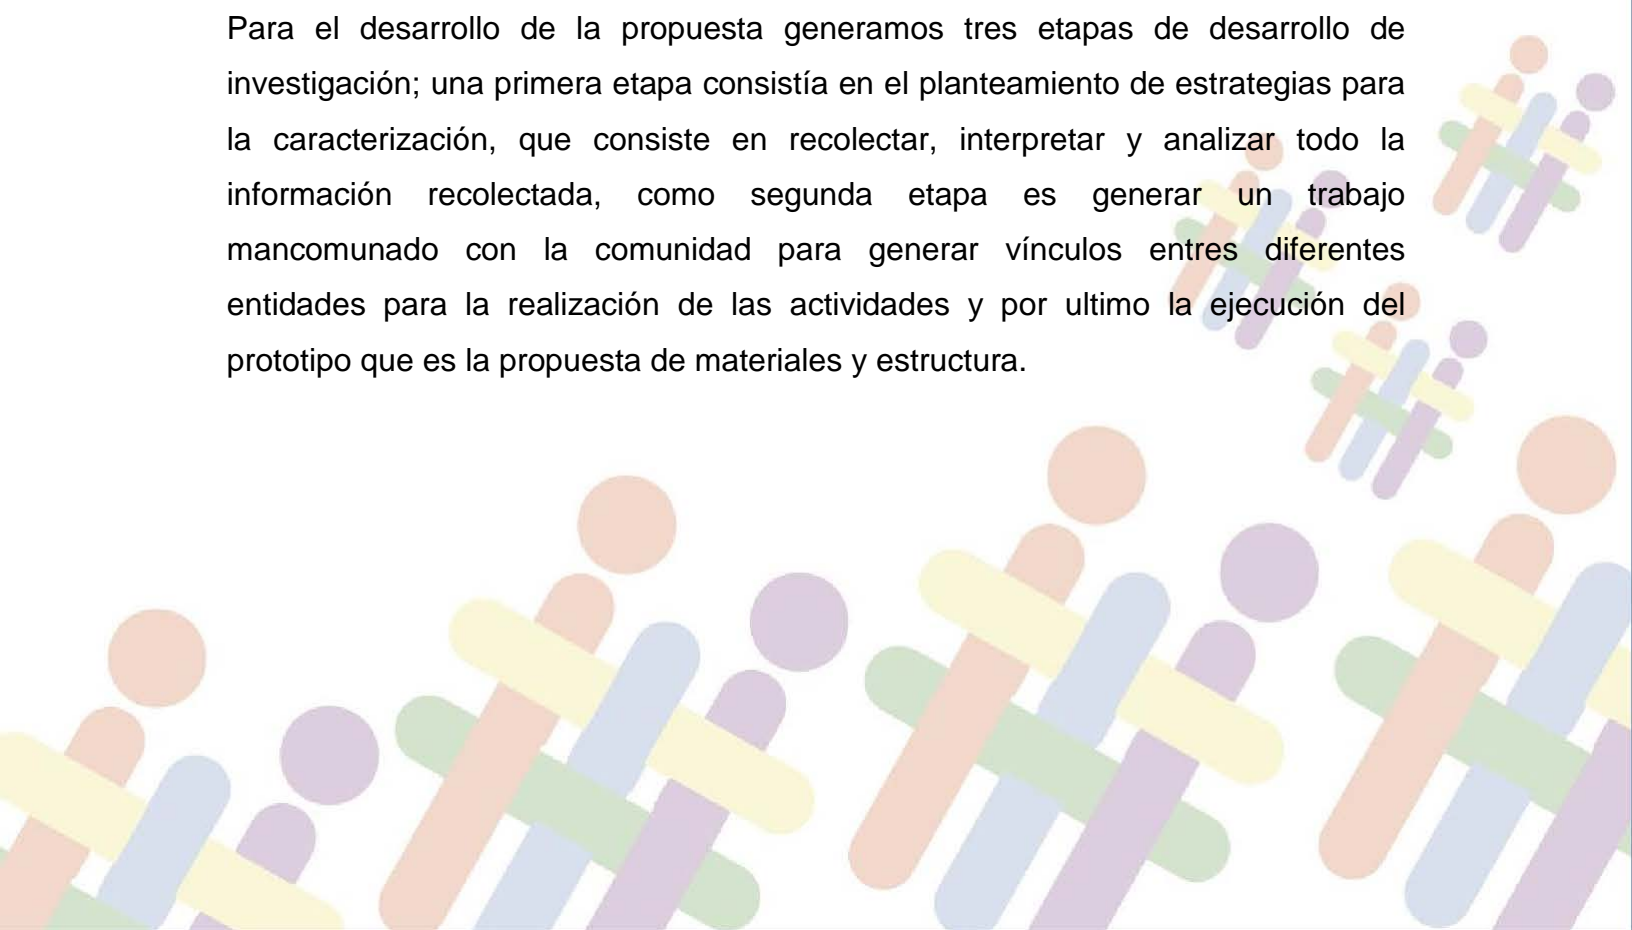 Para el desarrollo de la propuesta generamos tres etapas de desarrollo de
investigación; una primera etapa consistía en el planteamiento de estrategias para
la caracterización, que consiste en recolectar, interpretar y analizar todo la
información recolectada, como segunda etapa es generar un trabajo
mancomunado con la comunidad para generar vínculos entres diferentes
entidades para la realización de las actividades y por ultimo la ejecución del
prototipo que es la propuesta de materiales y estructura.